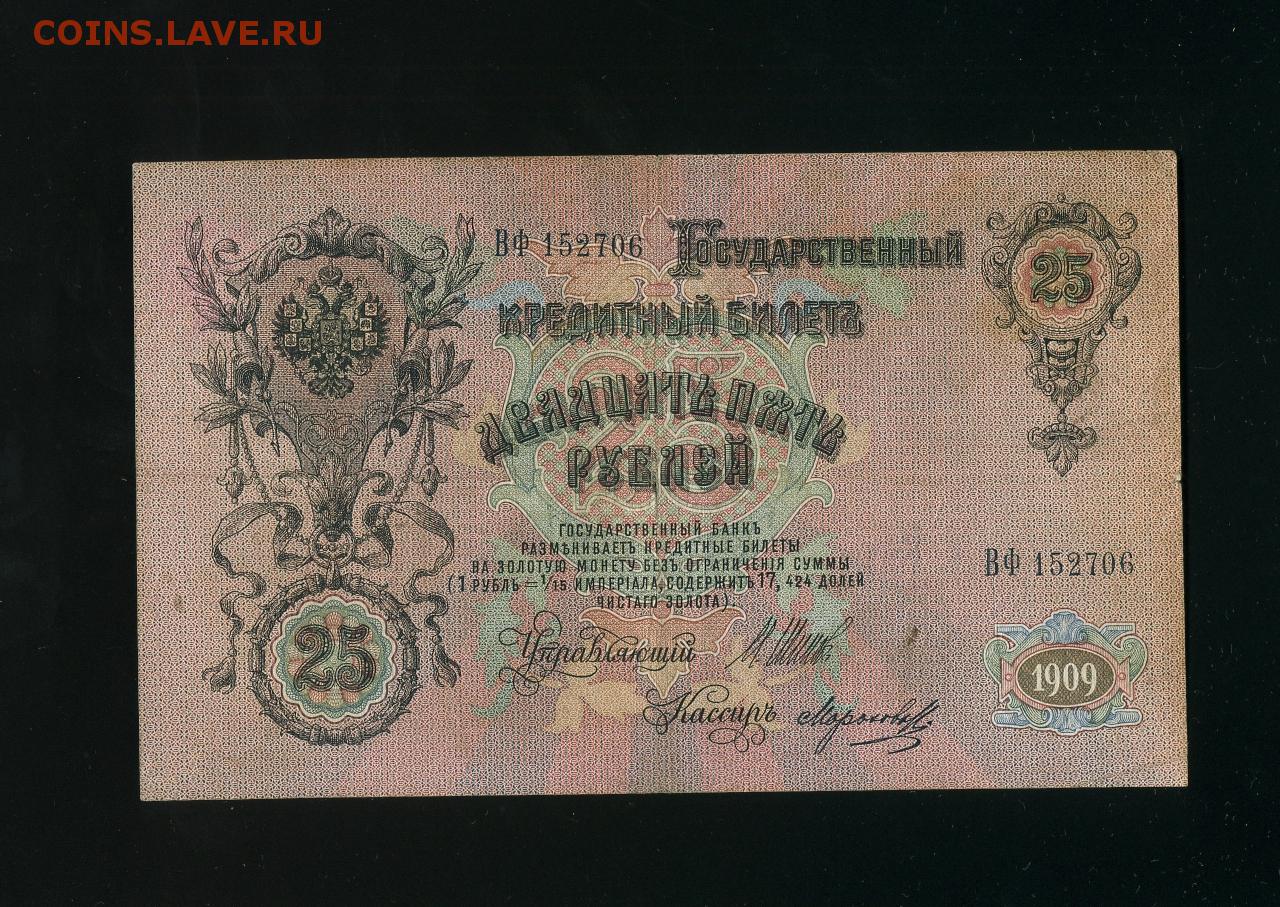 COINS.LAVE.RU
ВФ 152706
Государственный
25
кредитный билетъ
двадцать пять
рублей
государственный банкъ
размѣниваетъ кредитные билеты
на золотую монету безъ ограниченія суммы
(1 рубль = 1/15 имперіала, содержитъ 17, 424 долей
чистаго золота).
ВФ 152706
Управляющій
25
1909
Кассиръ